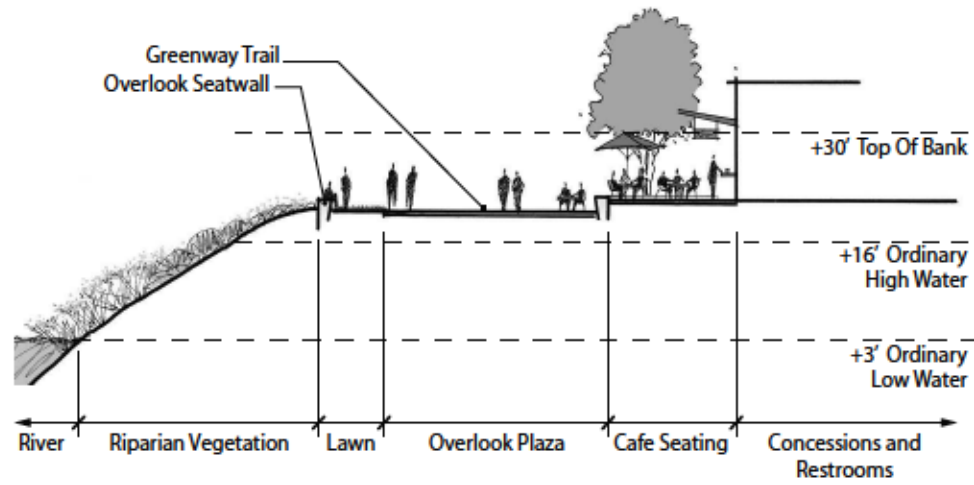 Greenway Trail
Overlook Seatwall
+30' Top Of Bank
+16' Ordinary
High Water
+3' Ordinary
Low Water
River
Riparian Vegetation
Lawn
Overlook Plaza
Cafe Seating
Concessions and
Restrooms